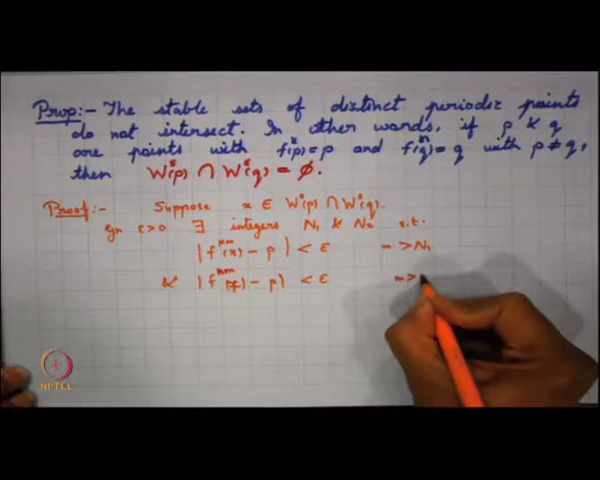 Prop:- The stable sets of distinct periodic points
do not intersect. In other words, if p & q
are points with f^k(p)=p and f^m(q)=q with p≠q,
then W^s(p) ∩ W^s(q) = ∅.
Proof:- Suppose x ∈ W^s(p) ∩ W^s(q).
Gn ε>0 ∃ integers N₁ & N₂ s.t.
| f^km(x) - p | < ε m > N₁
& | f^km(x) - p | < ε m >
NPTEL